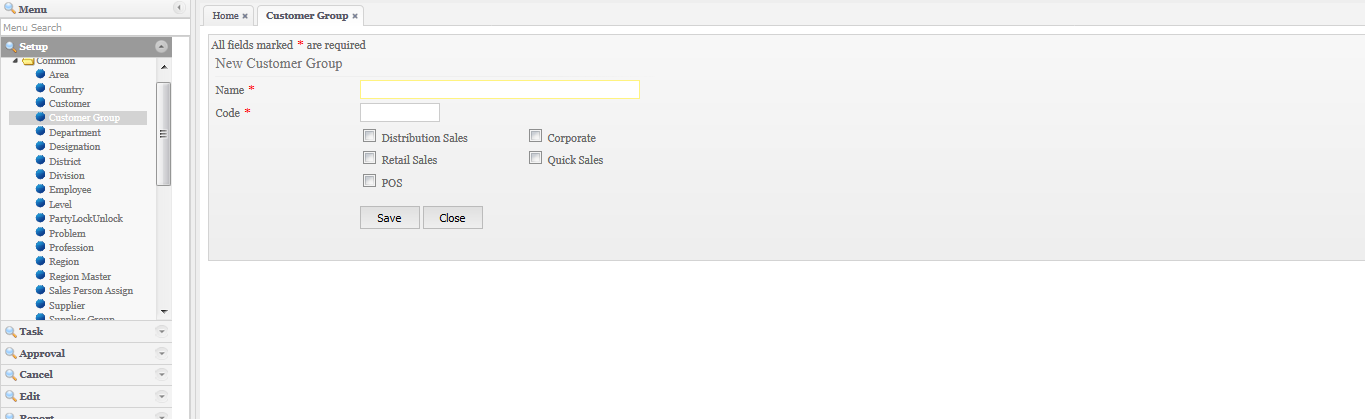 Menu
Menu Search
Setup
Common
Area
Country
Customer
Customer Group
Department
Designation
District
Division
Employee
Level
PartyLockUnlock
Problem
Profession
Region
Region Master
Sales Person Assign
Supplier
Supplier Group
Task
Approval
Cancel
Edit
Report
Home × Customer Group ×
All fields marked * are required
New Customer Group
Name *
Code *
Distribution Sales Corporate
Retail Sales Quick Sales
POS
Save Close